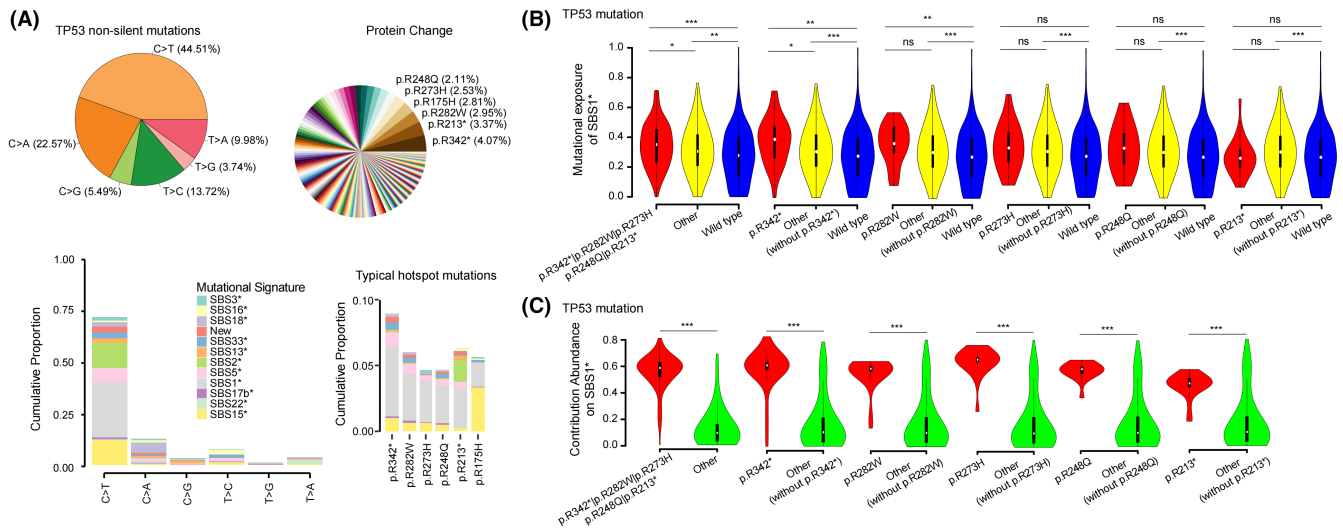 (A)
TP53 non-silent mutations
C>T (44.51%)
C>A (22.57%)
C>G (5.49%)
T>C (13.72%)
T>G (3.74%)
T>A (9.98%)
Protein Change
p.R248Q (2.11%)
p.R273H (2.53%)
p.R175H (2.81%)
p.R282W (2.95%)
p.R213* (3.37%)
p.R342* (4.07%)
Cumulative Proportion
1.00
0.75
0.50
0.25
0.00
C>T
C>A
C>G
T>C
T>G
T>A
Mutational Signature
SBS3*
SBS16*
SBS18*
New
SBS33*
SBS13*
SBS2*
SBS5*
SBS1*
SBS17b*
SBS22*
SBS15*
Typical hotspot mutations
Cumulative Proportion
0.10
0.05
0.00
p.R342*
p.R282W
p.R273H
p.R248Q
p.R213*
p.R175H
(B)
TP53 mutation
Mutational exposure
of SBS1*
1.0
0.8
0.6
0.4
0.2
0.0
***
*
**
**
*
***
**
ns
***
ns
ns
***
ns
ns
***
ns
ns
***
p.R342*|p.R282W|p.R273H
p.R248Q|p.R213*
Other
Wild type
p.R342*
Other
(without p.R342*)
Wild type
p.R282W
Other
(without p.R282W)
Wild type
p.R273H
Other
(without p.R273H)
Wild type
p.R248Q
Other
(without p.R248Q)
Wild type
p.R213*
Other
(without p.R213*)
Wild type
(C)
TP53 mutation
Contribution Abundance
on SBS1*
1.0
0.8
0.6
0.4
0.2
0.0
***
***
***
***
***
***
p.R342*|p.R282W|p.R273H
p.R248Q|p.R213*
Other
p.R342*
Other
(without p.R342*)
p.R282W
Other
(without p.R282W)
p.R273H
Other
(without p.R273H)
p.R248Q
Other
(without p.R248Q)
p.R213*
Other
(without p.R213*)